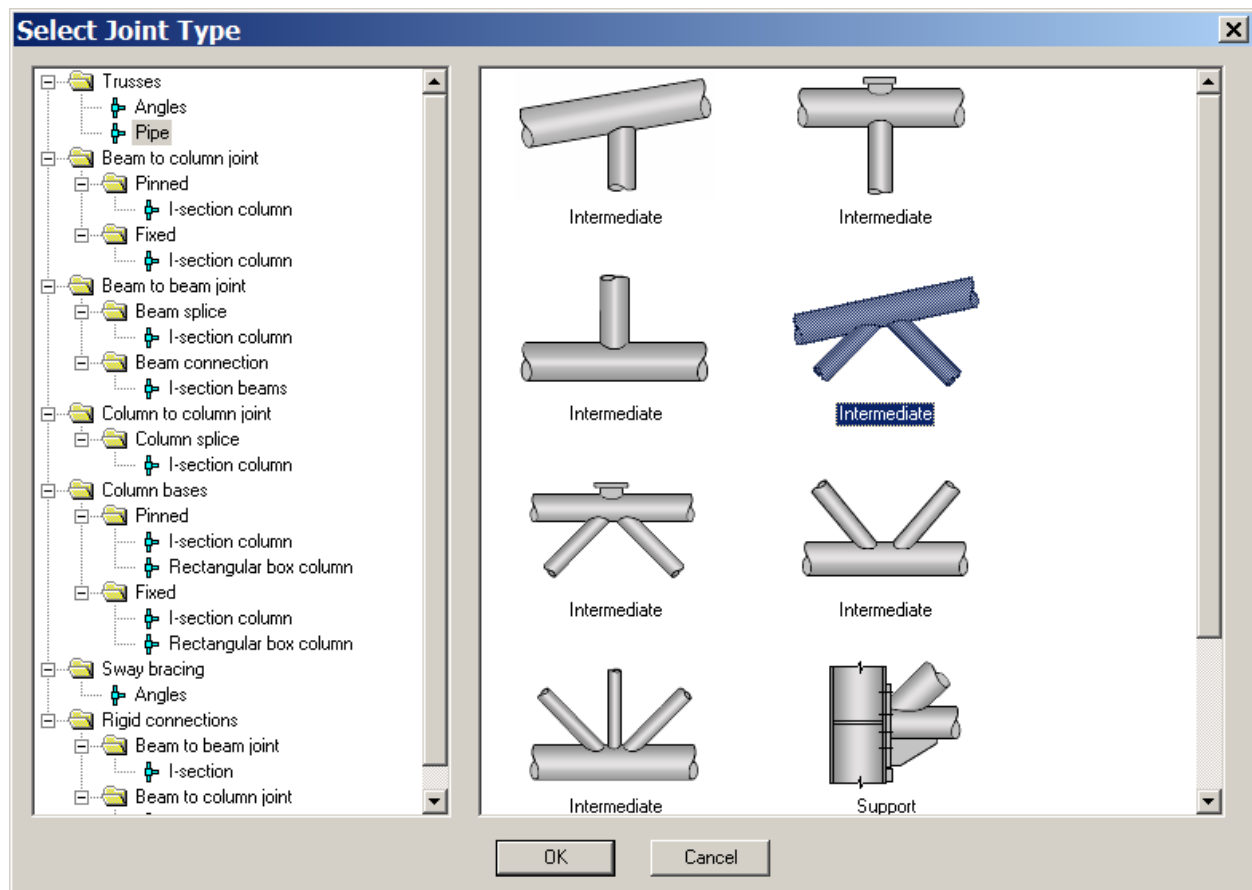 Select Joint Type
Trusses
Angles
Pipe
Beam to column joint
Pinned
I-section column
Fixed
I-section column
Beam to beam joint
Beam splice
I-section column
Beam connection
I-section beams
Column to column joint
Column splice
I-section column
Column bases
Pinned
I-section column
Rectangular box column
Fixed
I-section column
Rectangular box column
Sway bracing
Angles
Rigid connections
Beam to beam joint
I-section
Beam to column joint
Intermediate
Intermediate
Intermediate
Intermediate
Intermediate
Intermediate
Intermediate
Support
OK
Cancel